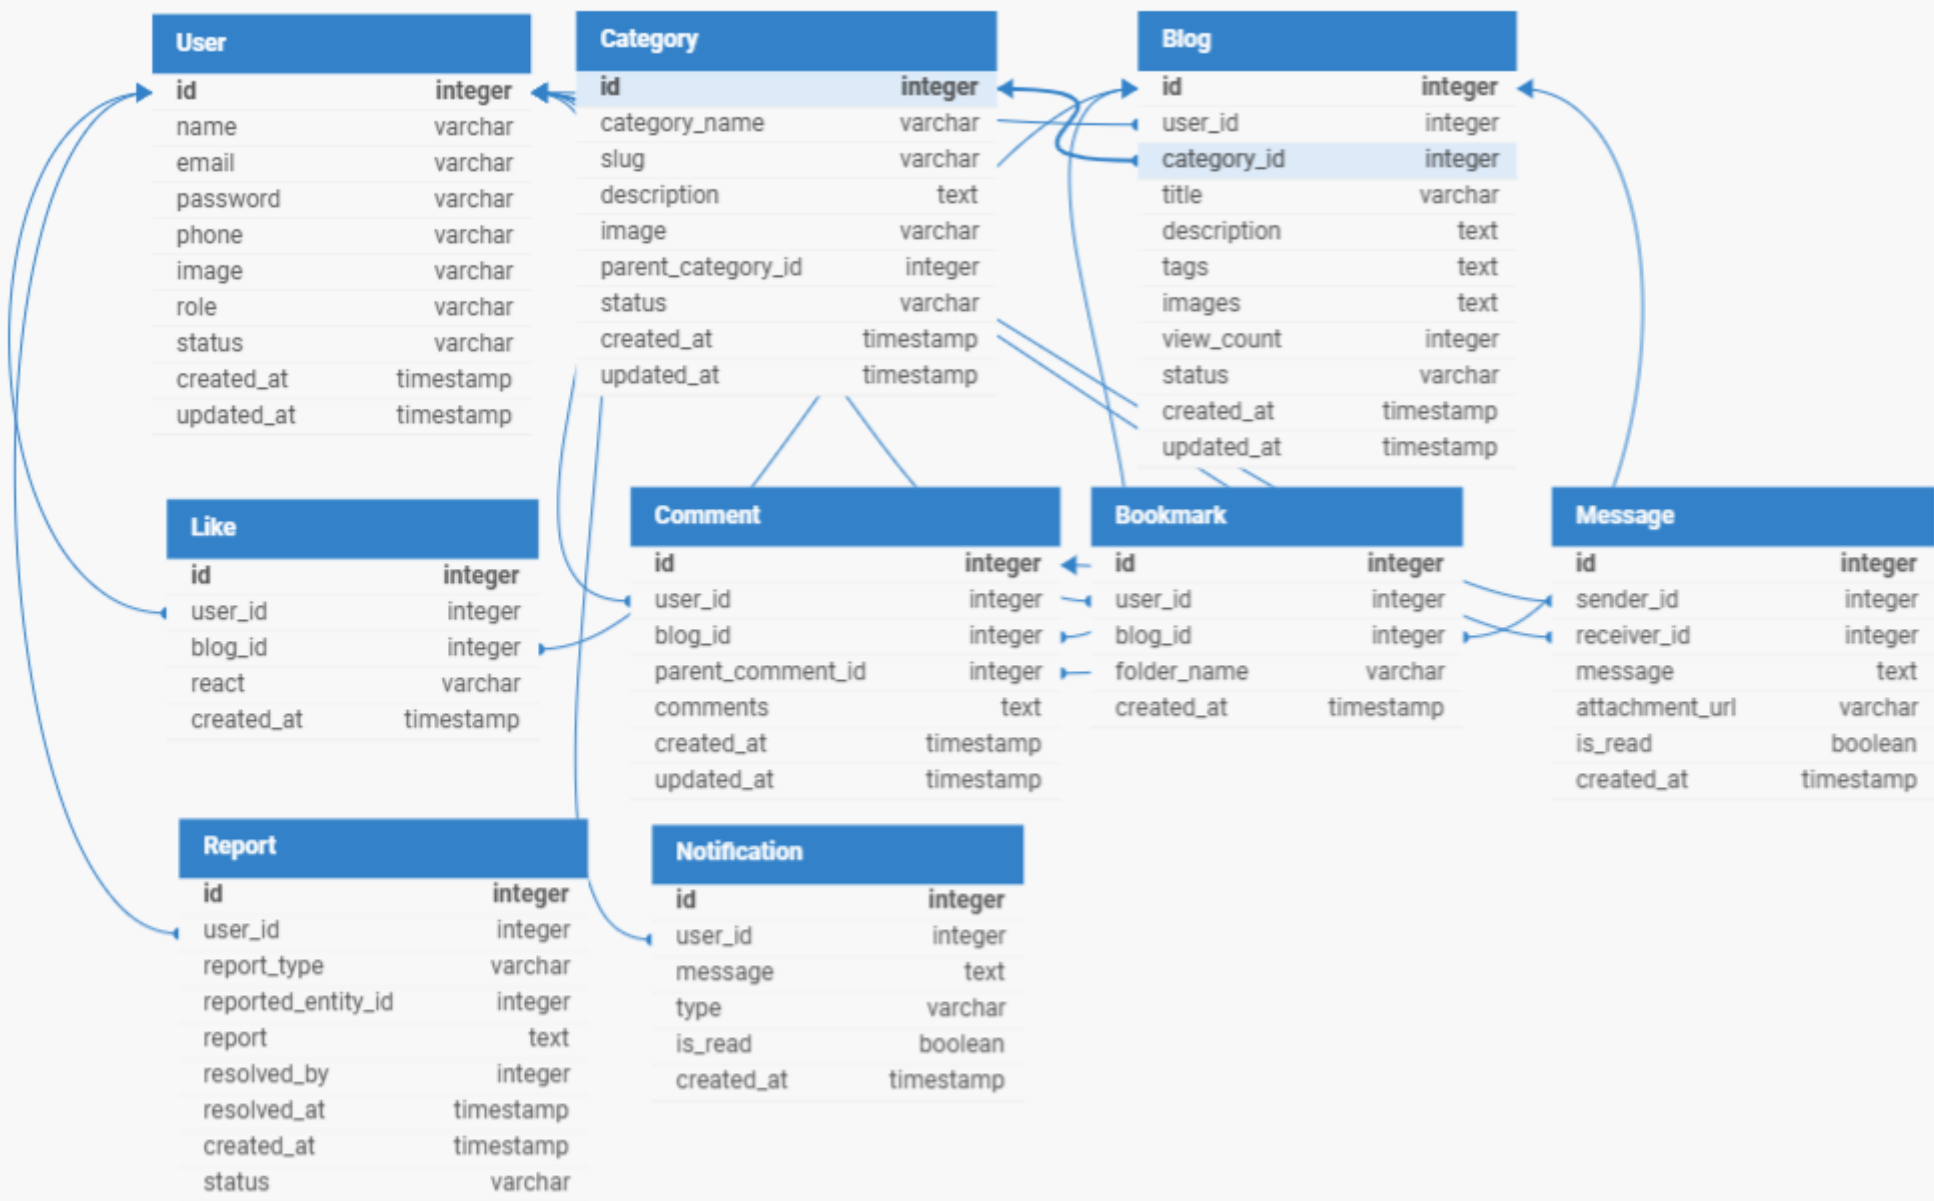 User
id integer
name varchar
email varchar
password varchar
phone varchar
image varchar
role varchar
status varchar
created_at timestamp
updated_at timestamp
Category
id integer
category_name varchar
slug varchar
description text
image varchar
parent_category_id integer
status varchar
created_at timestamp
updated_at timestamp
Blog
id integer
user_id integer
category_id integer
title varchar
description text
tags text
images text
view_count integer
status varchar
created_at timestamp
updated_at timestamp
Like
id integer
user_id integer
blog_id integer
react varchar
created_at timestamp
Comment
id integer
user_id integer
blog_id integer
parent_comment_id integer
comments text
created_at timestamp
updated_at timestamp
Bookmark
id integer
user_id integer
blog_id integer
folder_name varchar
created_at timestamp
Message
id integer
sender_id integer
receiver_id integer
message text
attachment_url varchar
is_read boolean
created_at timestamp
Report
id integer
user_id integer
report_type varchar
reported_entity_id integer
report text
resolved_by integer
resolved_at timestamp
created_at timestamp
status varchar
Notification
id integer
user_id integer
message text
type varchar
is_read boolean
created_at timestamp